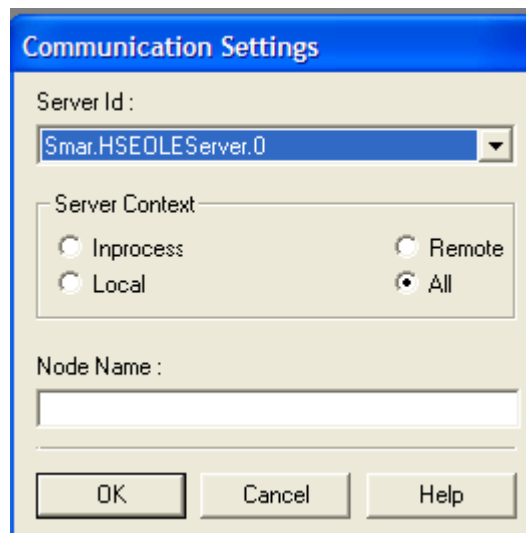 Communication Settings
Server Id :
Smar.HSEOLEServer.0
Server Context
Inprocess
Remote
Local
All
Node Name :
OK
Cancel
Help